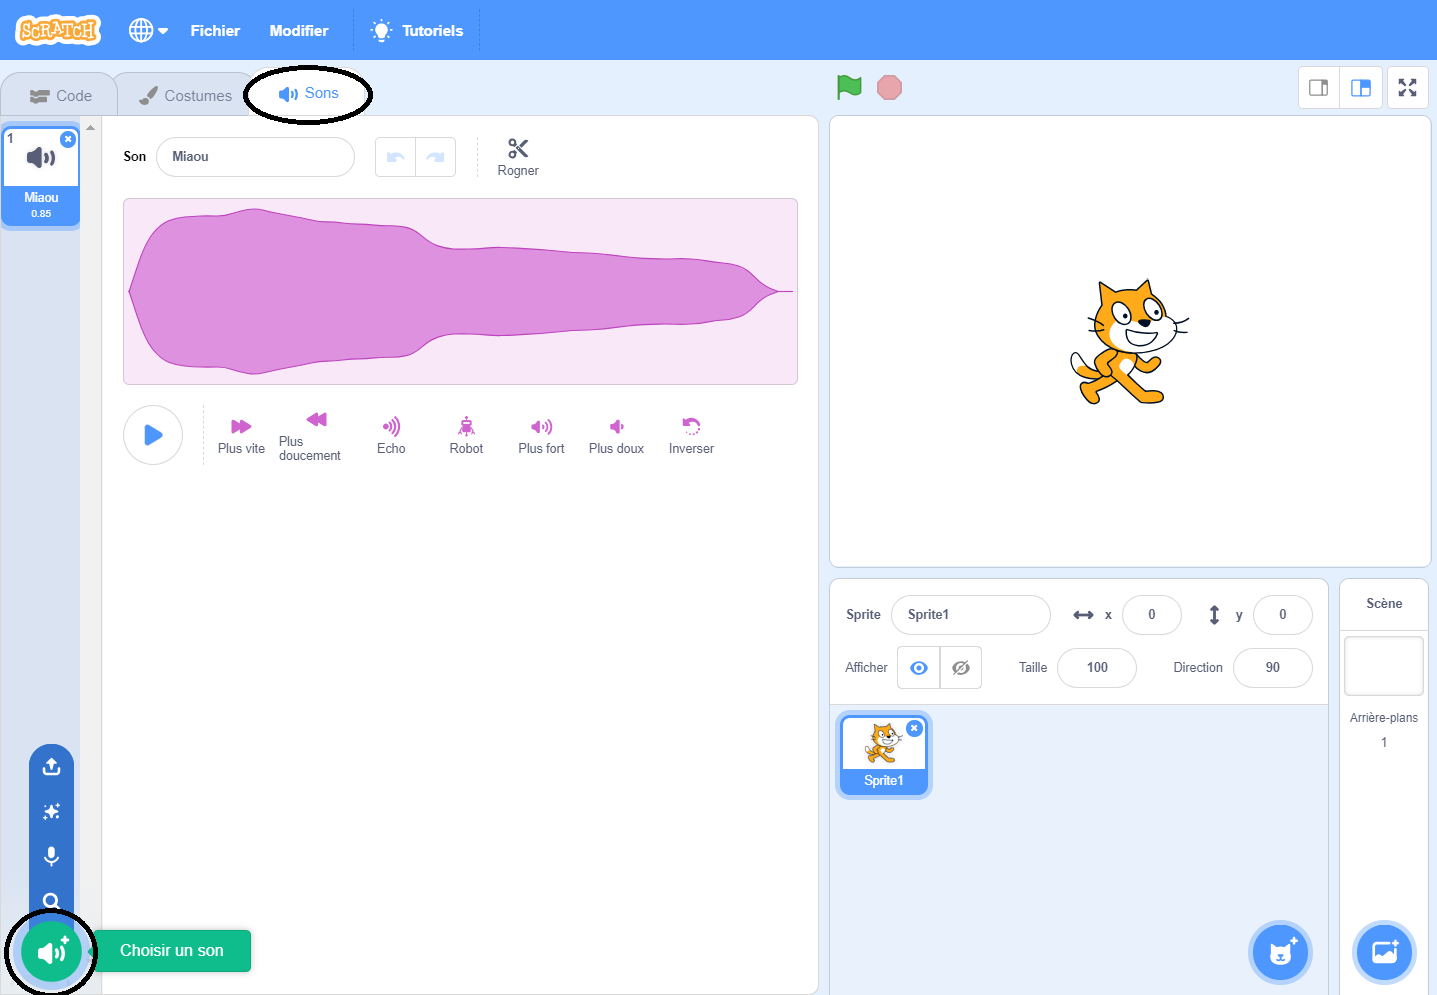 SCRATCH Fichier Modifier Tutoriels
Code Costumes Sons
1
Miaou
0.85
Son Miaou Rogner
Plus vite Plus doucement Echo Robot Plus fort Plus doux Inverser
Choisir un son
Sprite Sprite1 x 0 y 0
Afficher Taille 100 Direction 90
Sprite1
Scène
Arrière-plans
1